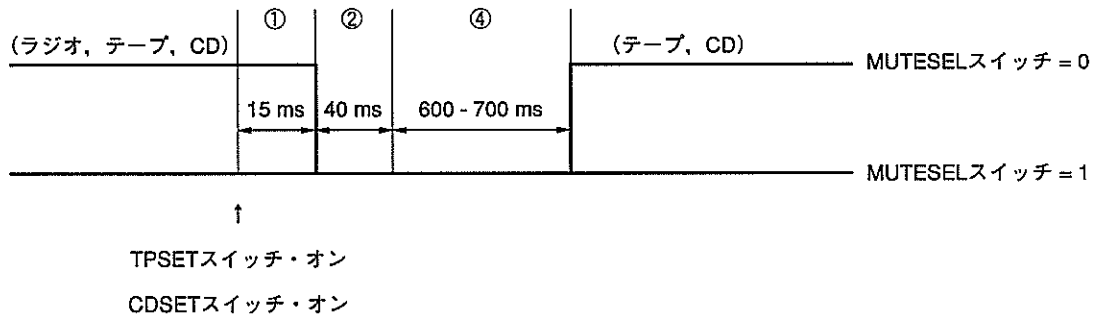 ① ② ④
(ラジオ, テープ, CD) (テープ, CD)
MUTESELスイッチ = 0
15 ms 40 ms 600 - 700 ms
MUTESELスイッチ = 1
TPSETスイッチ・オン
CDSETスイッチ・オン